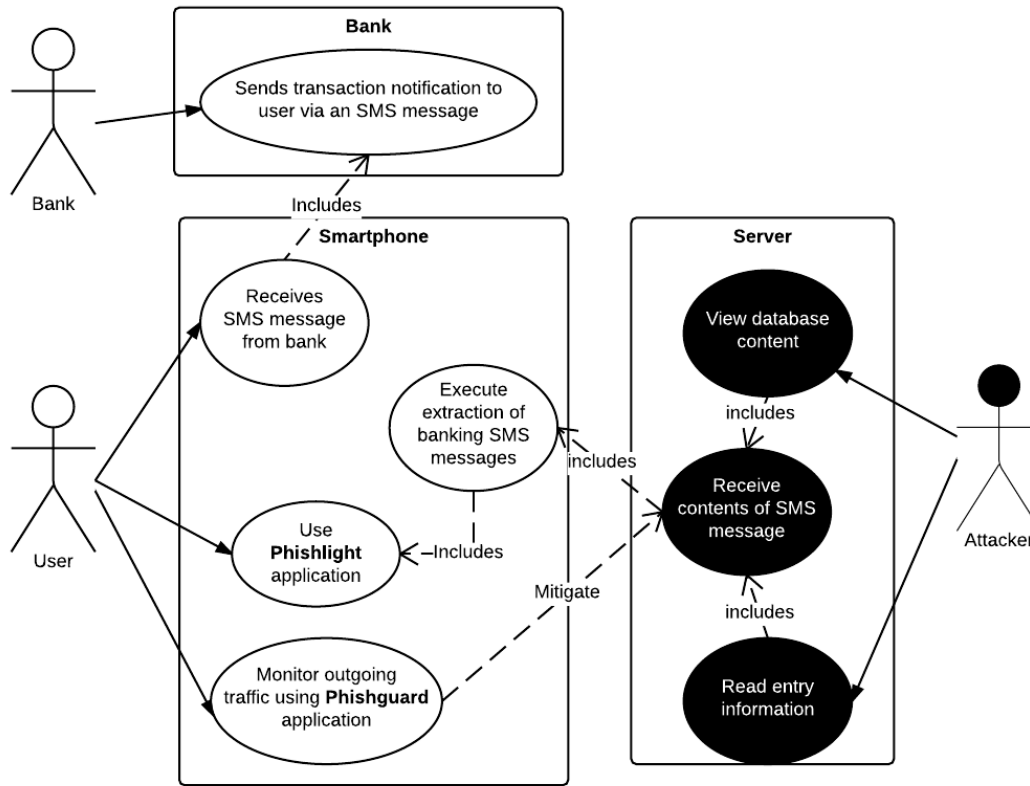 Bank
Sends transaction notification to
user via an SMS message
Bank
Includes
Smartphone
Receives
SMS message
from bank
Execute
extraction of
banking SMS
messages
Use
Phishlight
application
Includes
Monitor outgoing
traffic using Phishguard
application
User
includes
Mitigate
Server
View database
content
includes
Receive
contents of SMS
message
includes
Read entry
information
Attacker